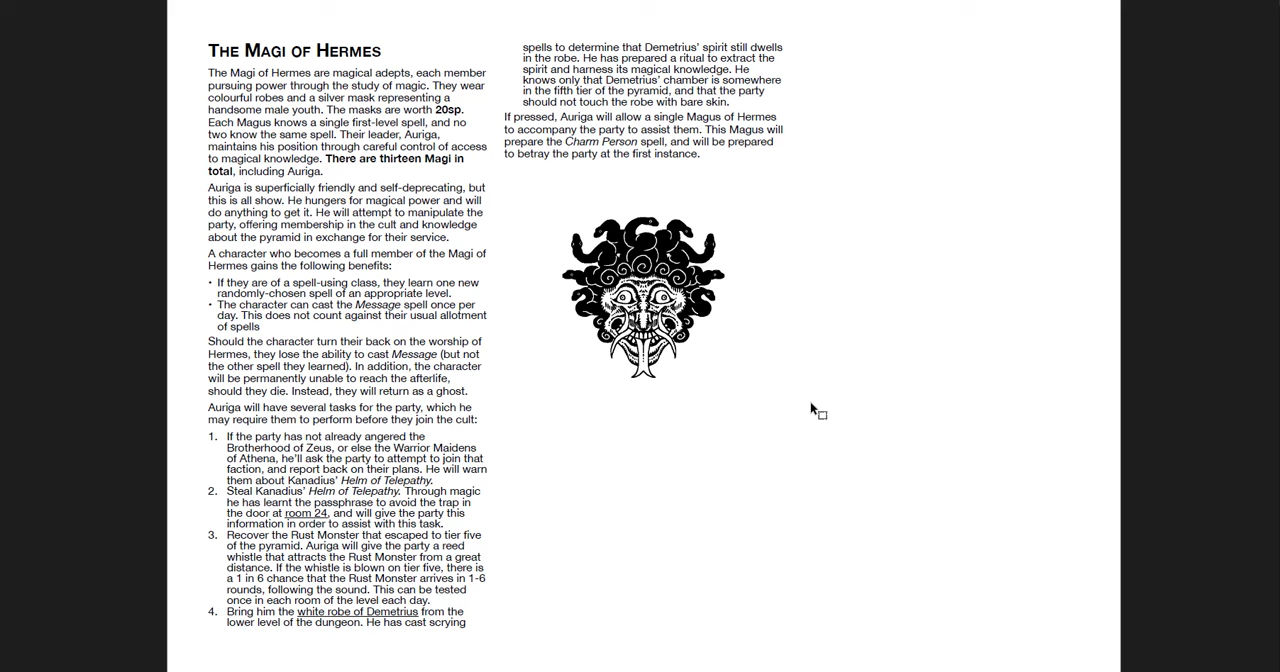 THE MAGI OF HERMES
The Magi of Hermes are magical adepts, each member
pursuing power through the study of magic. They wear
colourful robes and a silver mask representing a
handsome male youth. The masks are worth 20sp.
Each Magus knows a single first-level spell, and no
two know the same spell. Their leader, Auriga,
maintains his position through careful control of access
to magical knowledge. There are thirteen Magi in
total, including Auriga.
Auriga is superficially friendly and self-deprecating, but
this is all show. He hungers for magical power and will
do anything to get it. He will attempt to manipulate the
party, offering membership in the cult and knowledge
about the pyramid in exchange for their service.
A character who becomes a full member of the Magi of
Hermes gains the following benefits:
• If they are of a spell-using class, they learn one new
randomly-chosen spell of an appropriate level.
• The character can cast the Message spell once per
day. This does not count against their usual allotment
of spells
Should the character turn their back on the worship of
Hermes, they lose the ability to cast Message (but not
the other spell they learned). In addition, the character
will be permanently unable to reach the afterlife,
should they die. Instead, they will return as a ghost.
Auriga will have several tasks for the party, which he
may require them to perform before they join the cult:
1. If the party has not already angered the
Brotherhood of Zeus, or else the Warrior Maidens
of Athena, he’ll ask the party to attempt to join that
faction, and report back on their plans. He will warn
them about Kanadius’ Helm of Telepathy.
2. Steal Kanadius’ Helm of Telepathy. Through magic
he has learnt the passphrase to avoid the trap in
the door at room 24, and will give the party this
information in order to assist with this task.
3. Recover the Rust Monster that escaped to tier five
of the pyramid. Auriga will give the party a reed
whistle that attracts the Rust Monster from a great
distance. If the whistle is blown on tier five, there is
a 1 in 6 chance that the Rust Monster arrives in 1-6
rounds, following the sound. This can be tested
once in each room of the level each day.
4. Bring him the white robe of Demetrius from the
lower level of the dungeon. He has cast scrying
spells to determine that Demetrius’ spirit still dwells
in the robe. He has prepared a ritual to extract the
spirit and harness its magical knowledge. He
knows only that Demetrius’ chamber is somewhere
in the fifth tier of the pyramid, and that the party
should not touch the robe with bare skin.
If pressed, Auriga will allow a single Magus of Hermes
to accompany the party to assist them. This Magus will
prepare the Charm Person spell, and will be prepared
to betray the party at the first instance.